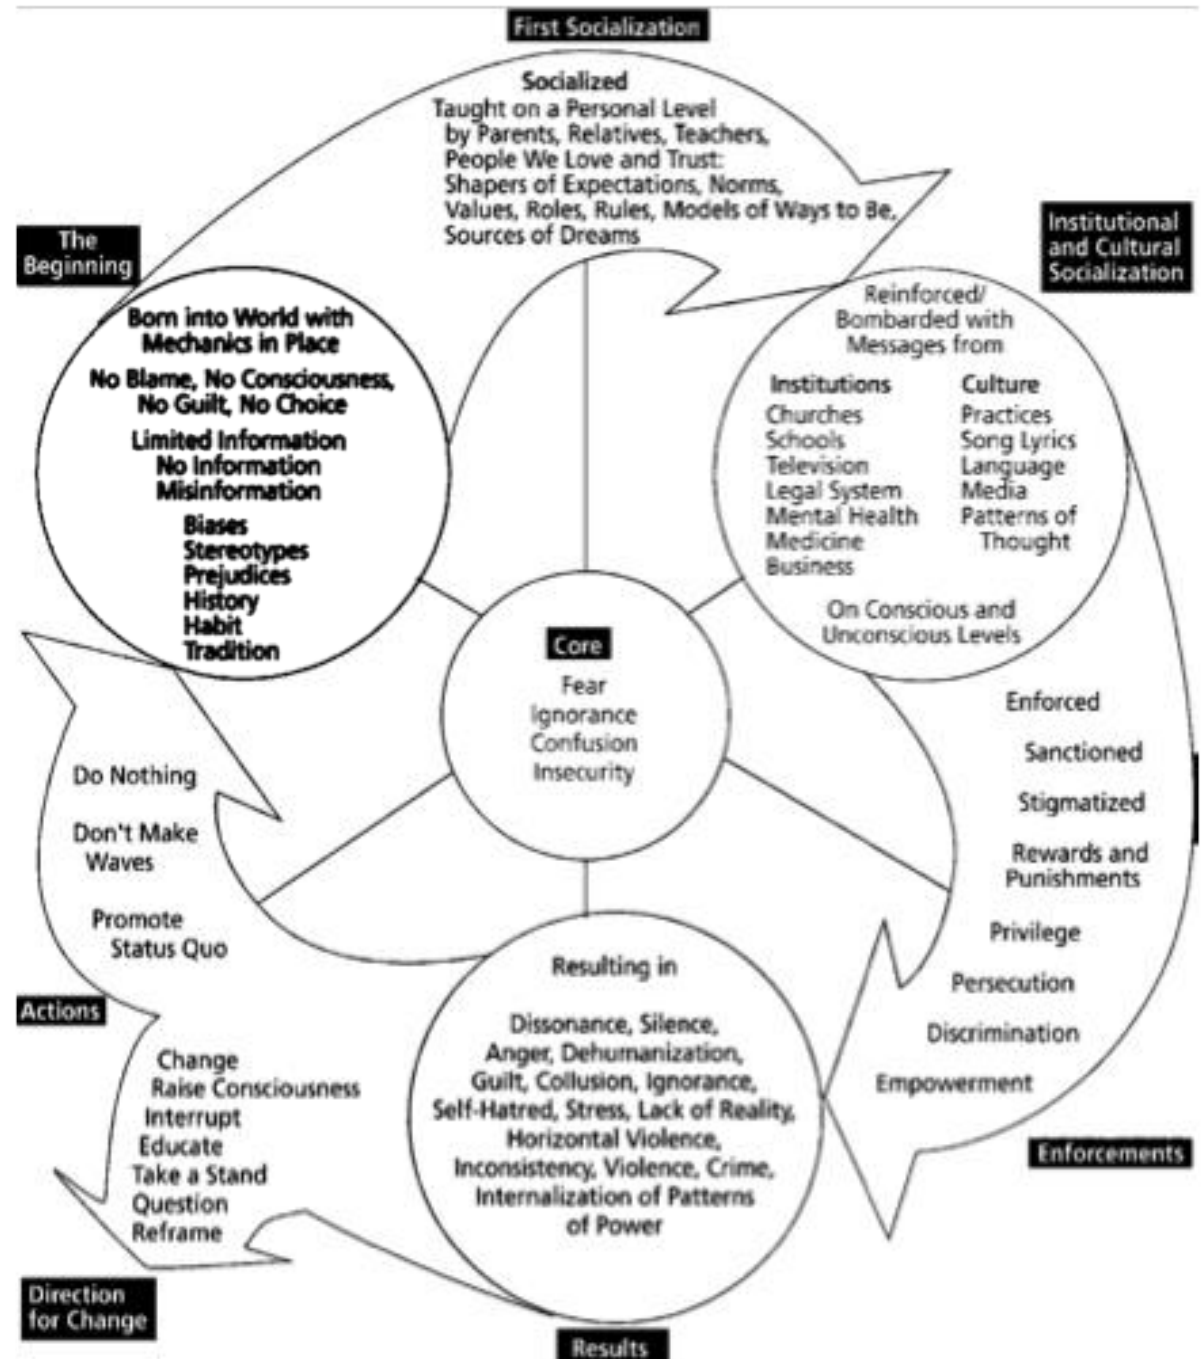 First Socialization
Socialized
Taught on a Personal Level
by Parents, Relatives, Teachers,
People We Love and Trust:
Shapers of Expectations, Norms,
Values, Roles, Rules, Models of Ways to Be,
Sources of Dreams
The
Beginning
Born into World with
Mechanics in Place
No Blame, No Consciousness,
No Guilt, No Choice
Limited Information
No Information
Misinformation
Biases
Stereotypes
Prejudices
History
Habit
Tradition
Institutional
and Cultural
Socialization
Reinforced/
Bombarded with
Messages from
Institutions
Churches
Schools
Television
Legal System
Mental Health
Medicine
Business
Culture
Practices
Song Lyrics
Language
Media
Patterns of
Thought
On Conscious and
Unconscious Levels
Core
Fear
Ignorance
Confusion
Insecurity
Enforced
Sanctioned
Stigmatized
Rewards and
Punishments
Privilege
Persecution
Discrimination
Empowerment
Enforcements
Resulting in
Dissonance, Silence,
Anger, Dehumanization,
Guilt, Collusion, Ignorance,
Self-Hatred, Stress, Lack of Reality,
Horizontal Violence,
Inconsistency, Violence, Crime,
Internalization of Patterns
of Power
Results
Do Nothing
Don't Make
Waves
Promote
Status Quo
Actions
Change
Raise Consciousness
Interrupt
Educate
Take a Stand
Question
Reframe
Direction
for Change